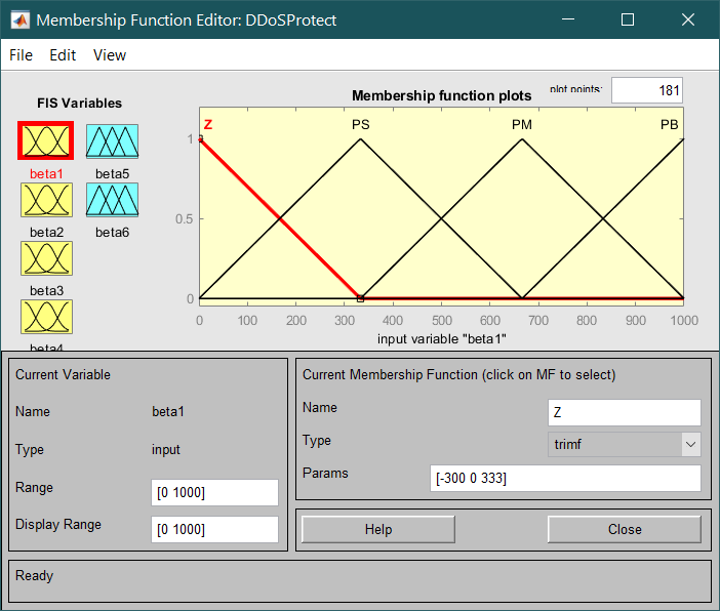 Membership Function Editor: DDoSProtect
File Edit View
FIS Variables
beta1
beta2
beta3
beta4
beta5
beta6
Membership function plots
plot points:
181
Z PS PM PB
1
0.5
0
0 100 200 300 400 500 600 700 800 900 1000
input variable "beta1"
Current Variable
Name beta1
Type input
Range [0 1000]
Display Range [0 1000]
Current Membership Function (click on MF to select)
Name Z
Type trimf
Params [-300 0 333]
Help Close
Ready